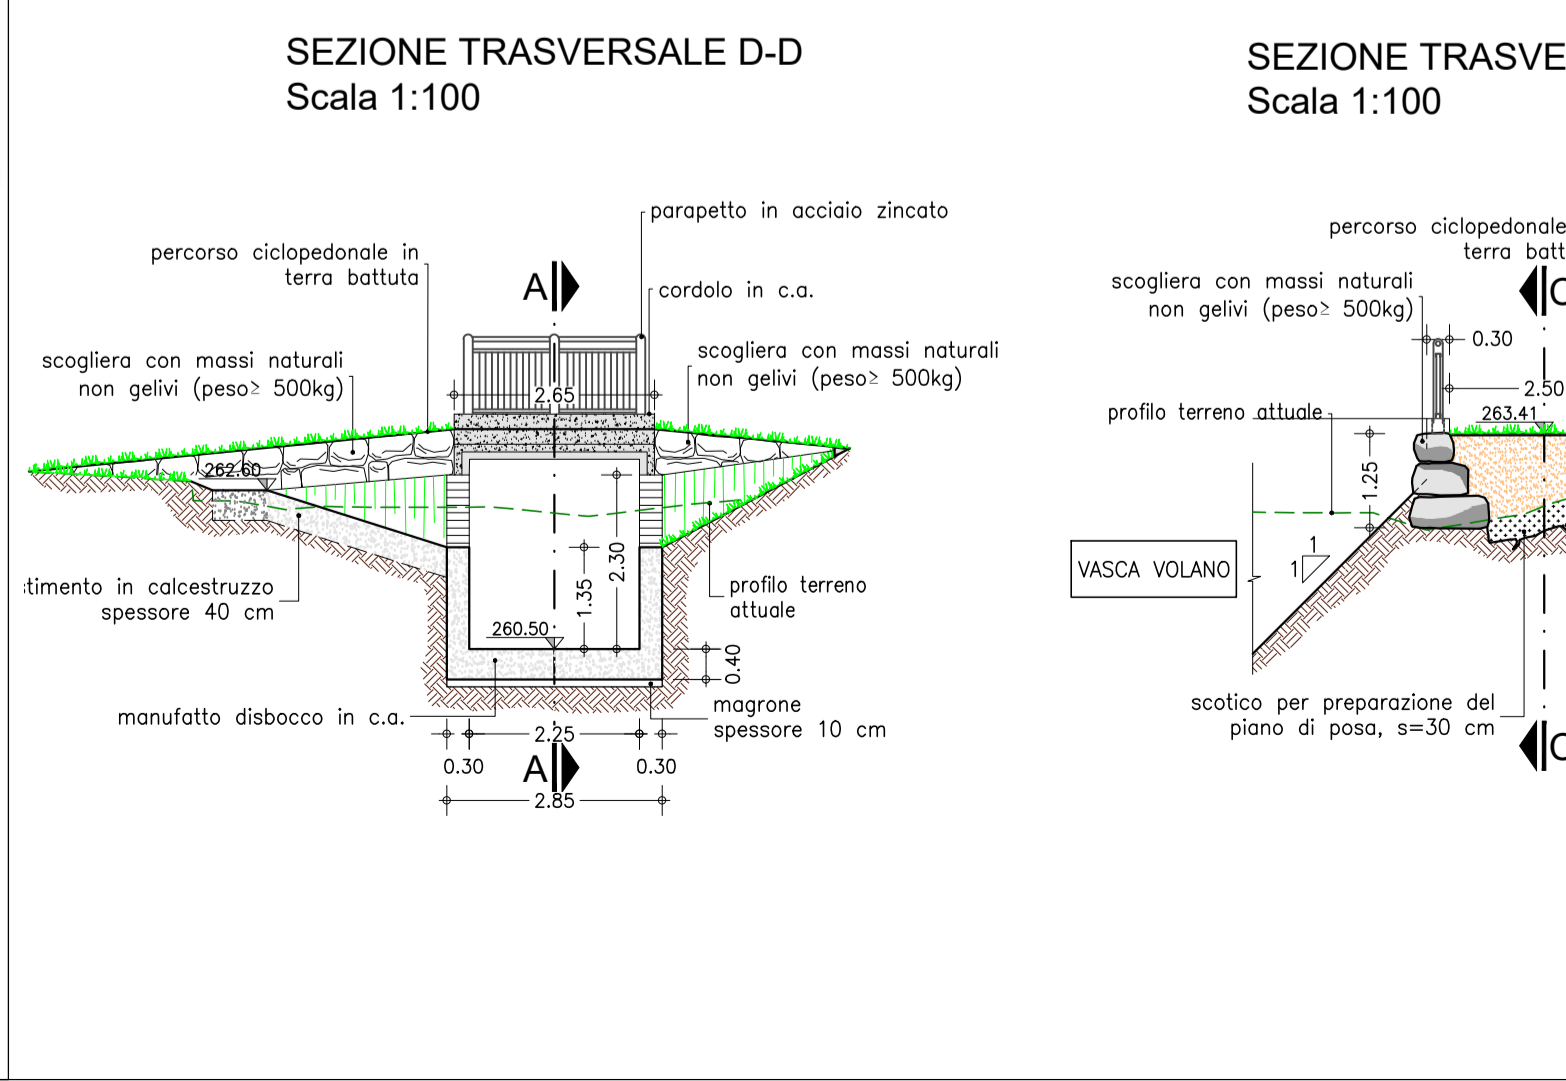 SEZIONE TRASVERSALE D-D
Scala 1:100
parapetto in acciaio zincato
percorso ciclopedonale in
terra battuta
A
cordolo in c.a.
scogliera con massi naturali
non gelivi (peso≥ 500kg)
scogliera con massi naturali
non gelivi (peso≥ 500kg)
2.65
262.60
2.30
1.35
stimento in calcestruzzo
spessore 40 cm
profilo terreno
attuale
260.50
0.40
manufatto disbocco in c.a.
magrone
spessore 10 cm
2.25
0.30
A
0.30
2.85
SEZIONE TRASVE
Scala 1:100
percorso ciclopedonale
terra batt
scogliera con massi naturali
non gelivi (peso≥ 500kg)
C
0.30
2.50
profilo terreno attuale
263.41
1.25
1
1
VASCA VOLANO
scotico per preparazione del
piano di posa, s=30 cm
C